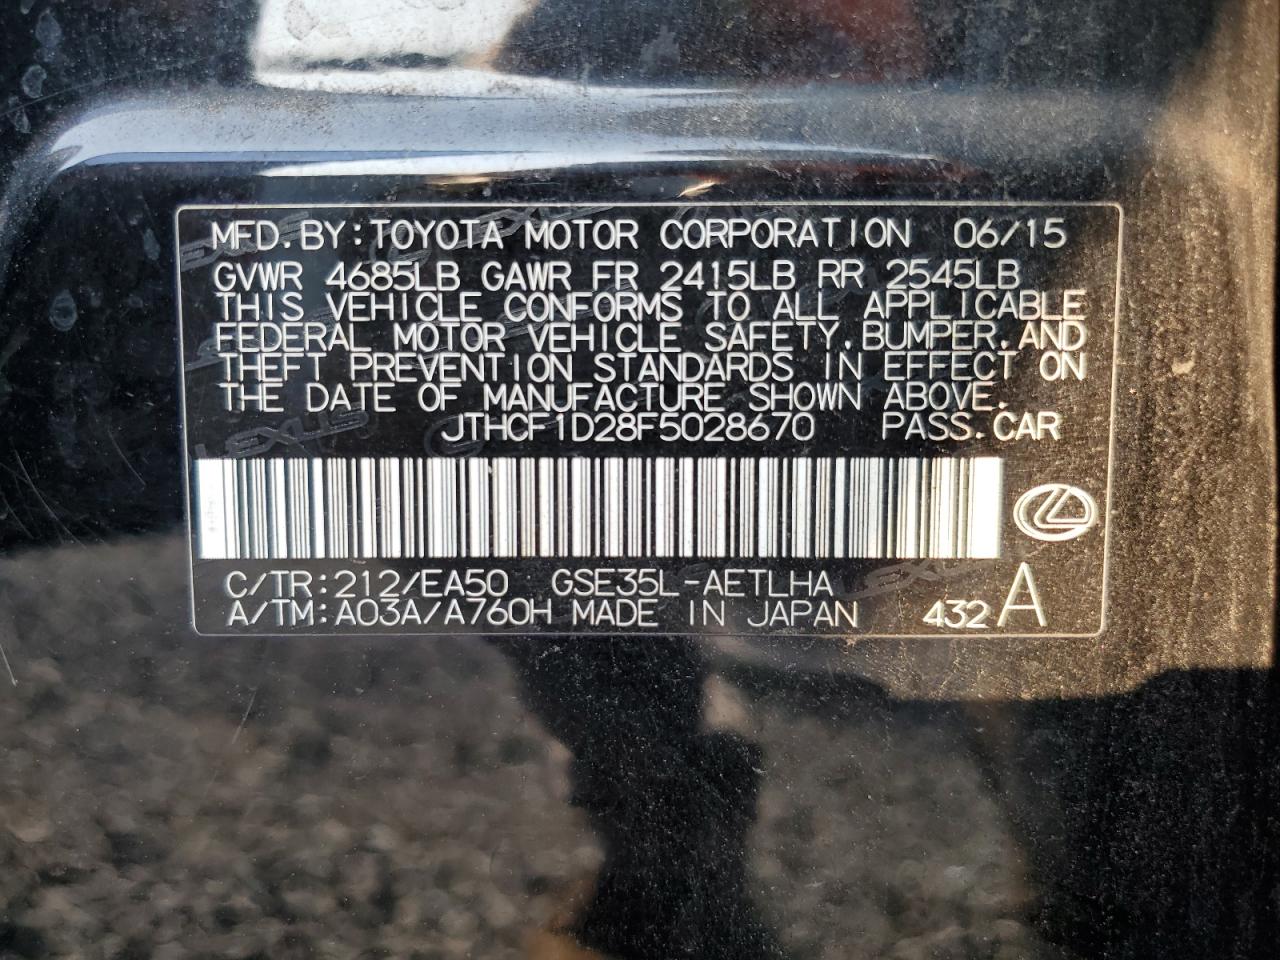 MFD. BY: TOYOTA MOTOR CORPORATION 06/15
GVWR 4685LB GAWR FR 2415LB RR 2545LB
THIS VEHICLE CONFORMS TO ALL APPLICABLE
FEDERAL MOTOR VEHICLE SAFETY, BUMPER, AND
THEFT PREVENTION STANDARDS IN EFFECT ON
THE DATE OF MANUFACTURE SHOWN ABOVE.
JTHCF1D28F5028670 PASS. CAR
C/TR: 212/EA50 GSE35L-AETLHA
A/TM: A03A/A760H MADE IN JAPAN 432 A